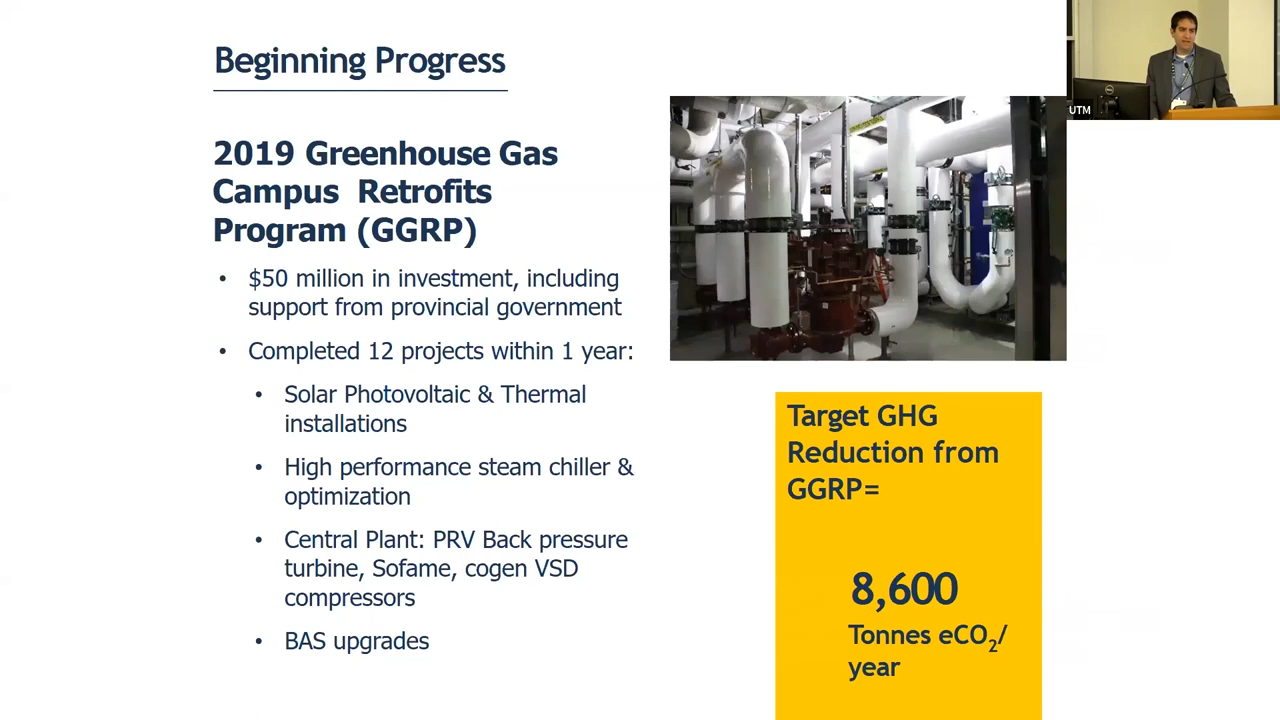 Beginning Progress
2019 Greenhouse Gas
Campus Retrofits
Program (GGRP)
• $50 million in investment, including
support from provincial government
• Completed 12 projects within 1 year:
• Solar Photovoltaic & Thermal
installations
• High performance steam chiller &
optimization
• Central Plant: PRV Back pressure
turbine, Sofame, cogen VSD
compressors
• BAS upgrades
Target GHG
Reduction from
GGRP=
8,600
Tonnes eCO₂/
year
UTM
DELL